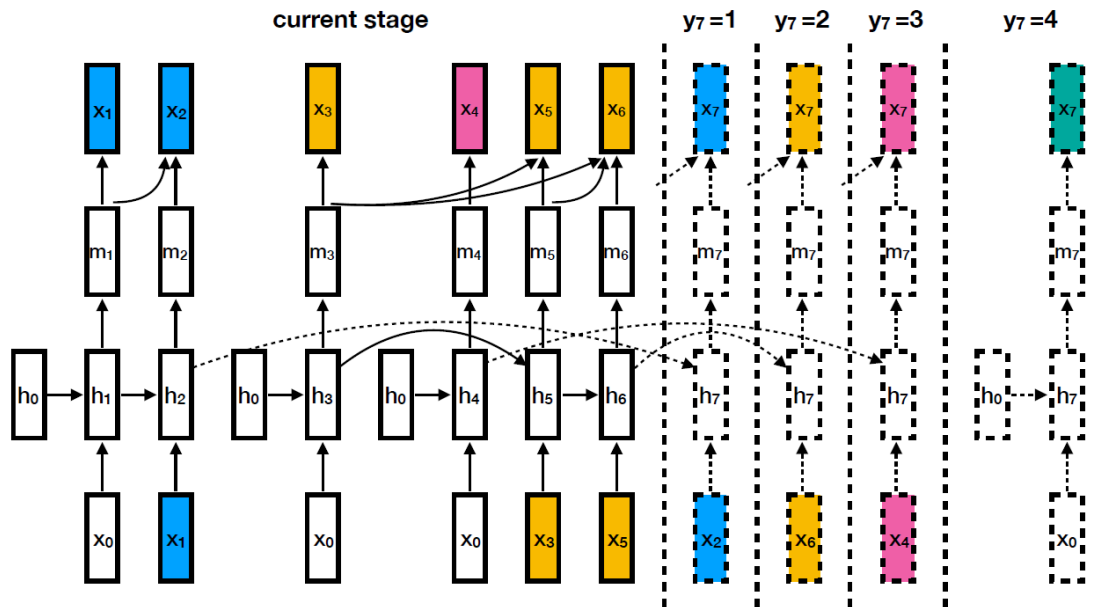 current stage y₇ =1 y₇ =2 y₇ =3 y₇ =4
x₁ x₂ x₃ x₄ x₅ x₆ x₇ x₇ x₇ x₇
m₁ m₂ m₃ m₄ m₅ m₆ m₇ m₇ m₇ m₇
h₀ h₁ h₂ h₀ h₃ h₀ h₄ h₅ h₆ h₇ h₇ h₇ h₀ h₇
x₀ x₁ x₀ x₀ x₃ x₅ x₂ x₆ x₄ x₀